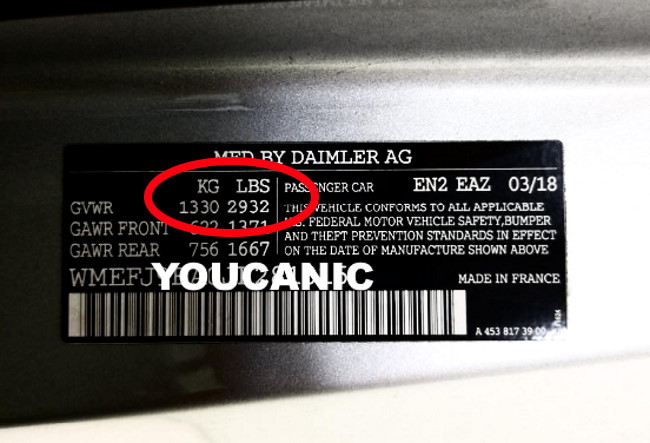 MFD BY DAIMLER AG
KG LBS
GVWR 1330 2932
GAWR FRONT 622 1371
GAWR REAR 756 1667
PASSENGER CAR EN2 EAZ 03/18
THIS VEHICLE CONFORMS TO ALL APPLICABLE
U.S. FEDERAL MOTOR VEHICLE SAFETY, BUMPER
AND THEFT PREVENTION STANDARDS IN EFFECT
ON THE DATE OF MANUFACTURE SHOWN ABOVE
YOUCANIC
MADE IN FRANCE
A 453 817 39 00